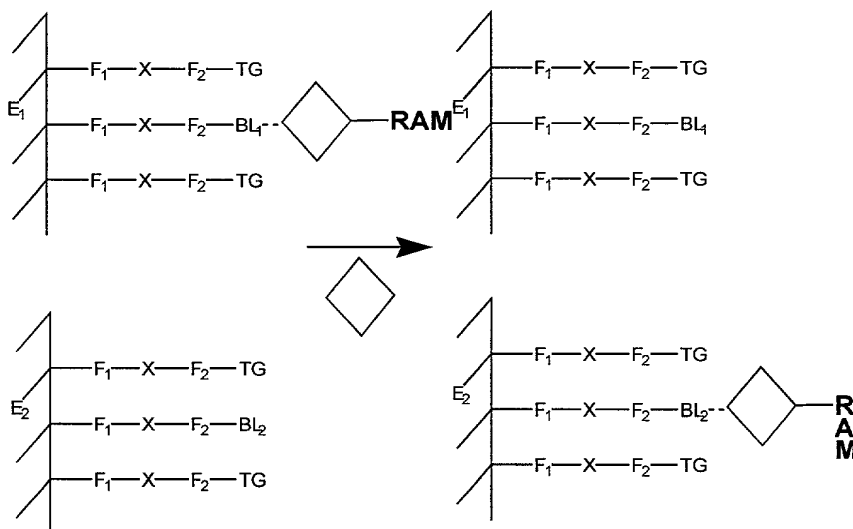 F₁—X—F₂—TG
E₁
F₁—X—F₂—BL₁
RAM
F₁—X—F₂—TG
F₁—X—F₂—TG
E₁
F₁—X—F₂—BL₁
F₁—X—F₂—TG
F₁—X—F₂—TG
E₂
F₁—X—F₂—BL₂
F₁—X—F₂—TG
F₁—X—F₂—TG
E₂
F₁—X—F₂—BL₂
R
A
M
F₁—X—F₂—TG